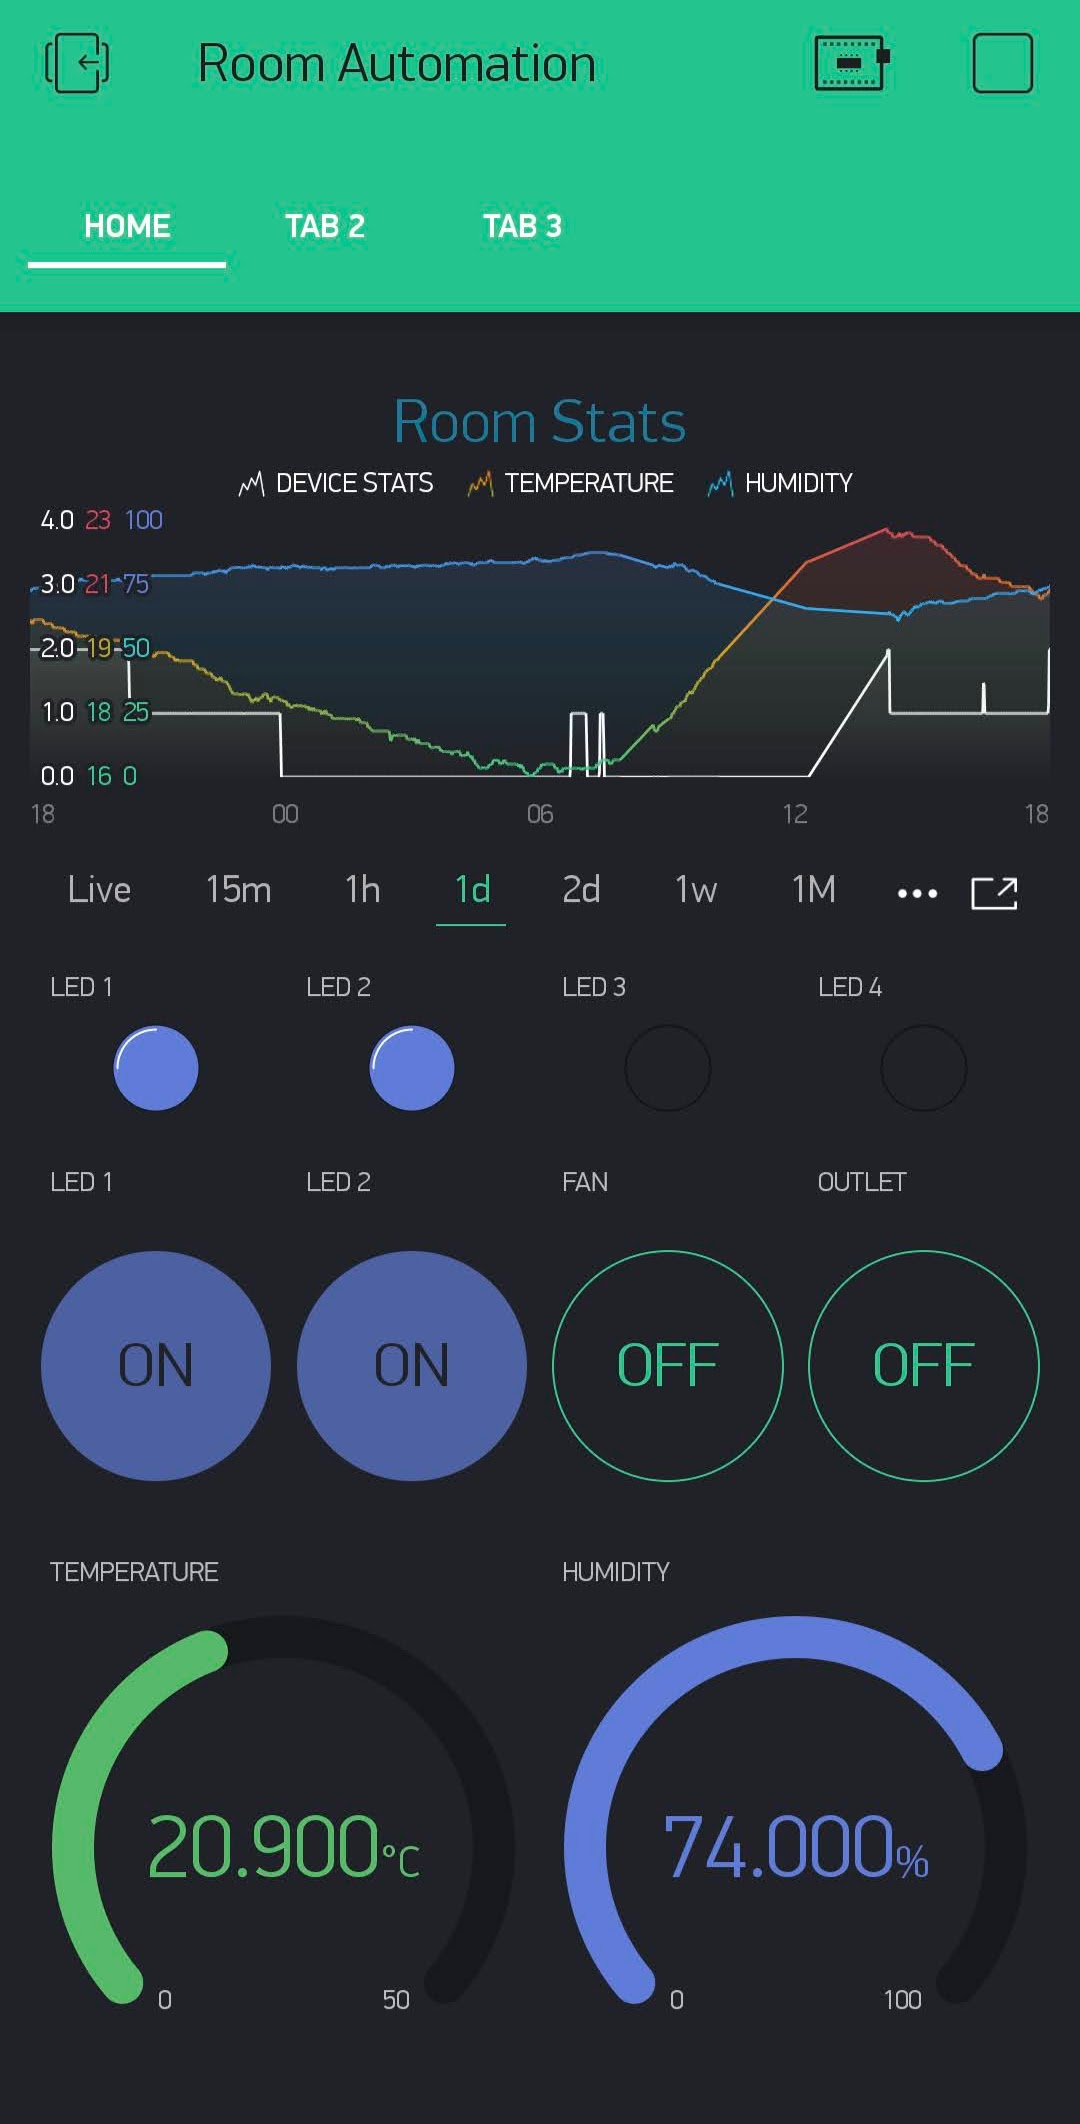 Room Automation
HOME TAB 2 TAB 3
Room Stats
DEVICE STATS TEMPERATURE HUMIDITY
4.0 23 100
3.0 21 75
2.0 19 50
1.0 18 25
0.0 16 0
18 00 06 12 18
Live 15m 1h 1d 2d 1w 1M
LED 1 LED 2 LED 3 LED 4
LED 1 LED 2 FAN OUTLET
ON ON OFF OFF
TEMPERATURE HUMIDITY
20.900°C 74.000%
0 50 0 100